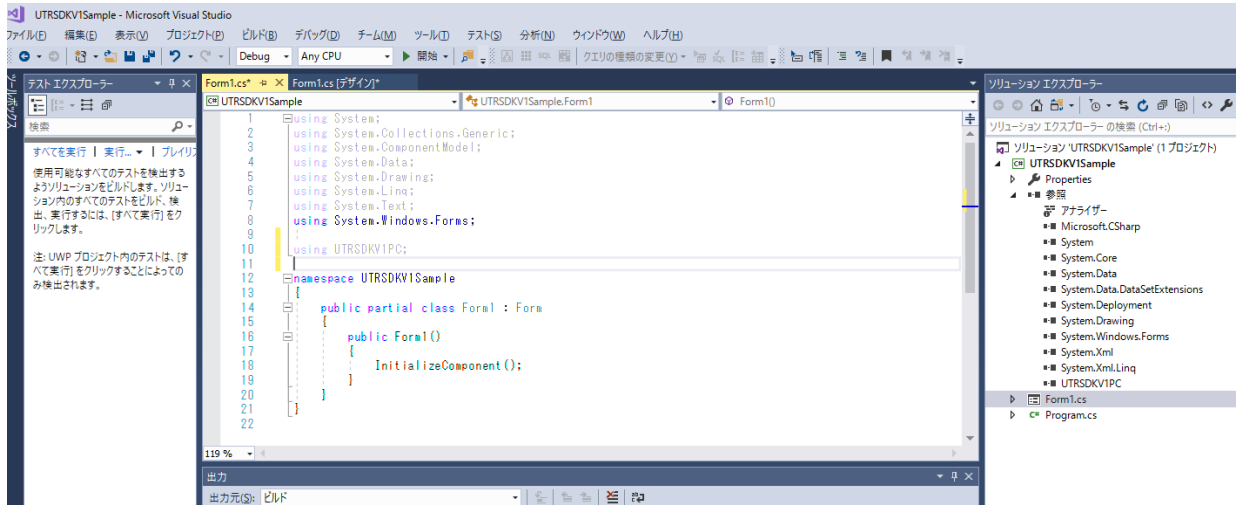 UTRSDKV1Sample - Microsoft Visual Studio
ファイル(F) 編集(E) 表示(V) プロジェクト(P) ビルド(B) デバッグ(D) チーム(M) ツール(T) テスト(S) 分析(N) ウィンドウ(W) ヘルプ(H)
Debug Any CPU 開始 クエリの種類の変更(Y)
ツールボックス
テスト エクスプローラー
検索
すべてを実行 | 実行... | プレイリス
使用可能なすべてのテストを検出する
ようソリューションをビルドします。ソリュー
ション内のすべてのテストをビルド、検
出、実行するには、[すべて実行] をク
リックします。
注: UWP プロジェクト内のテストは、[す
べて実行] をクリックすることによっての
み検出されます。
Form1.cs* Form1.cs [デザイン]*
C# UTRSDKV1Sample UTRSDKV1Sample.Form1 Form1()
1 using System;
2 using System.Collections.Generic;
3 using System.ComponentModel;
4 using System.Data;
5 using System.Drawing;
6 using System.Linq;
7 using System.Text;
8 using System.Windows.Forms;
9
10 using UTRSDKV1PC;
11
12 namespace UTRSDKV1Sample
13 {
14 public partial class Form1 : Form
15 {
16 public Form1()
17 {
18 InitializeComponent();
19 }
20 }
21 }
22
119 %
出力
出力元(S): ビルド
ソリューション エクスプローラー
ソリューション エクスプローラー の検索 (Ctrl+:)
ソリューション 'UTRSDKV1Sample' (1 プロジェクト)
C# UTRSDKV1Sample
Properties
参照
アナライザー
Microsoft.CSharp
System
System.Core
System.Data
System.Data.DataSetExtensions
System.Deployment
System.Drawing
System.Windows.Forms
System.Xml
System.Xml.Linq
UTRSDKV1PC
Form1.cs
C# Program.cs